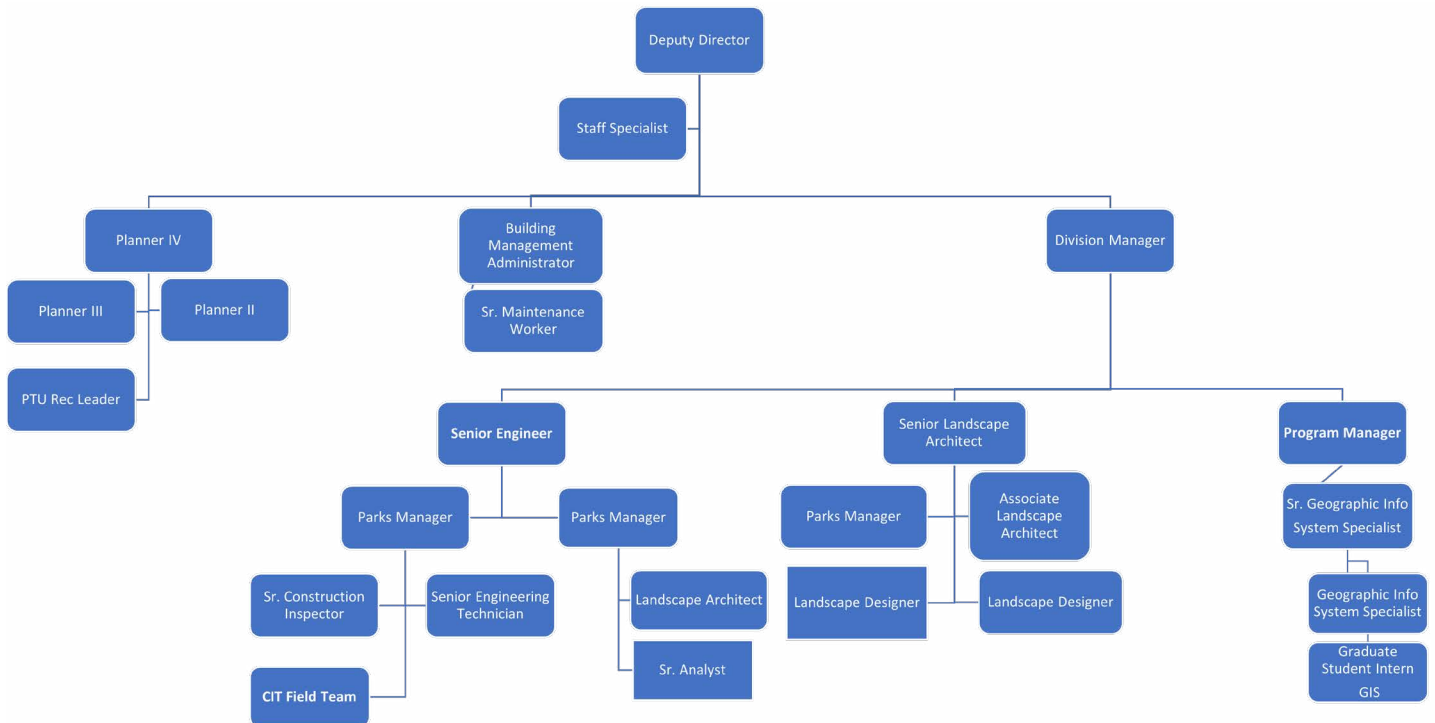 Deputy Director
Staff Specialist
Planner IV
Building
Management
Administrator
Division Manager
Planner III
Planner II
Sr. Maintenance
Worker
PTU Rec Leader
Senior Engineer
Senior Landscape
Architect
Program Manager
Parks Manager
Parks Manager
Parks Manager
Associate
Landscape
Architect
Sr. Geographic Info
System Specialist
Sr. Construction
Inspector
Senior Engineering
Technician
Landscape Architect
Landscape Designer
Landscape Designer
Geographic Info
System Specialist
CIT Field Team
Sr. Analyst
Graduate
Student Intern
GIS